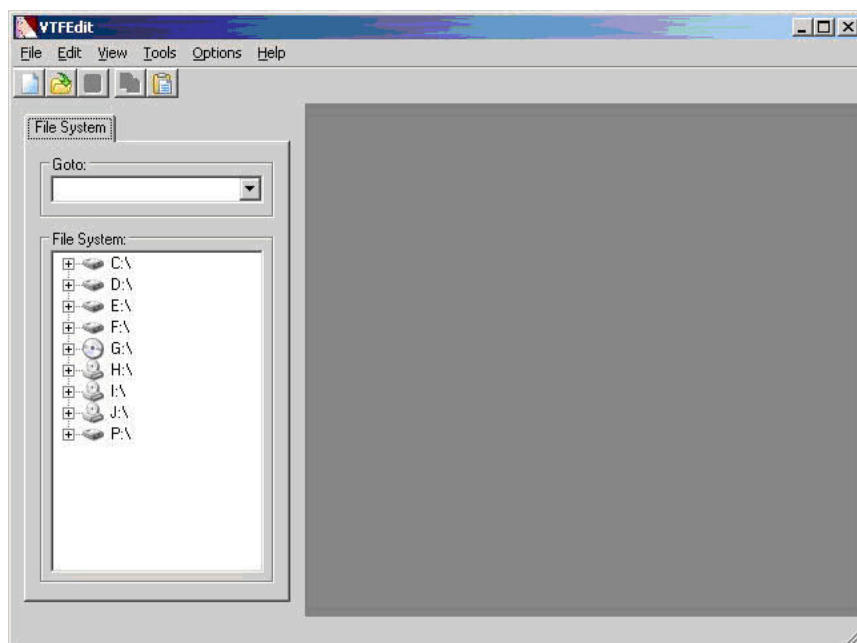 VTFEdit
File Edit View Tools Options Help
File System
Goto:
File System:
C:\
D:\
E:\
F:\
G:\
H:\
I:\
J:\
P:\